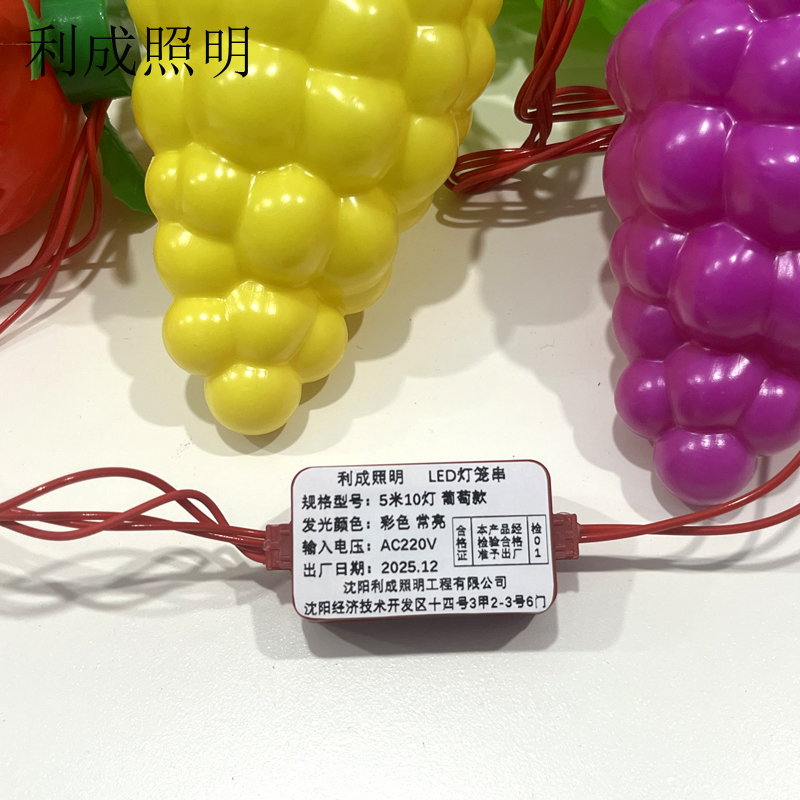 利成照明
利成照明 LED灯笼串
规格型号：5米10灯 葡萄款
发光颜色：彩色 常亮
输入电压：AC220V
出厂日期：2025.12
合格证
本产品经
检验合格
准予出厂
检01
沈阳利成照明工程有限公司
沈阳经济技术开发区十四号3甲2-3号6门